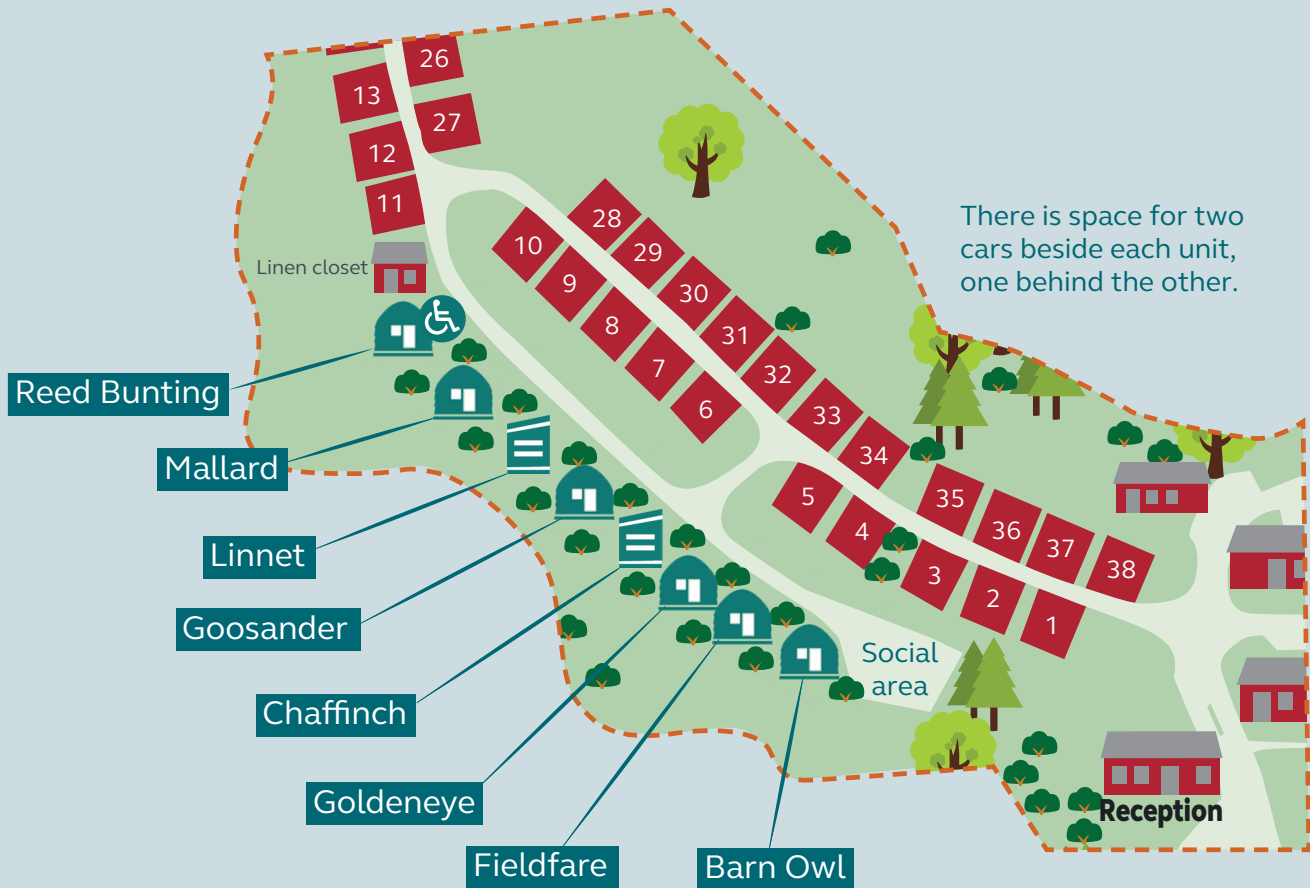 26
13
27
12
11
28
10
29
Linen closet
9
30
8
31
7
32
6
33
34
5
35
4
36
37
3
38
2
1
There is space for two
cars beside each unit,
one behind the other.
Reed Bunting
Mallard
Linnet
Goosander
Chaffinch
Goldeneye
Fieldfare
Barn Owl
Social
area
Reception